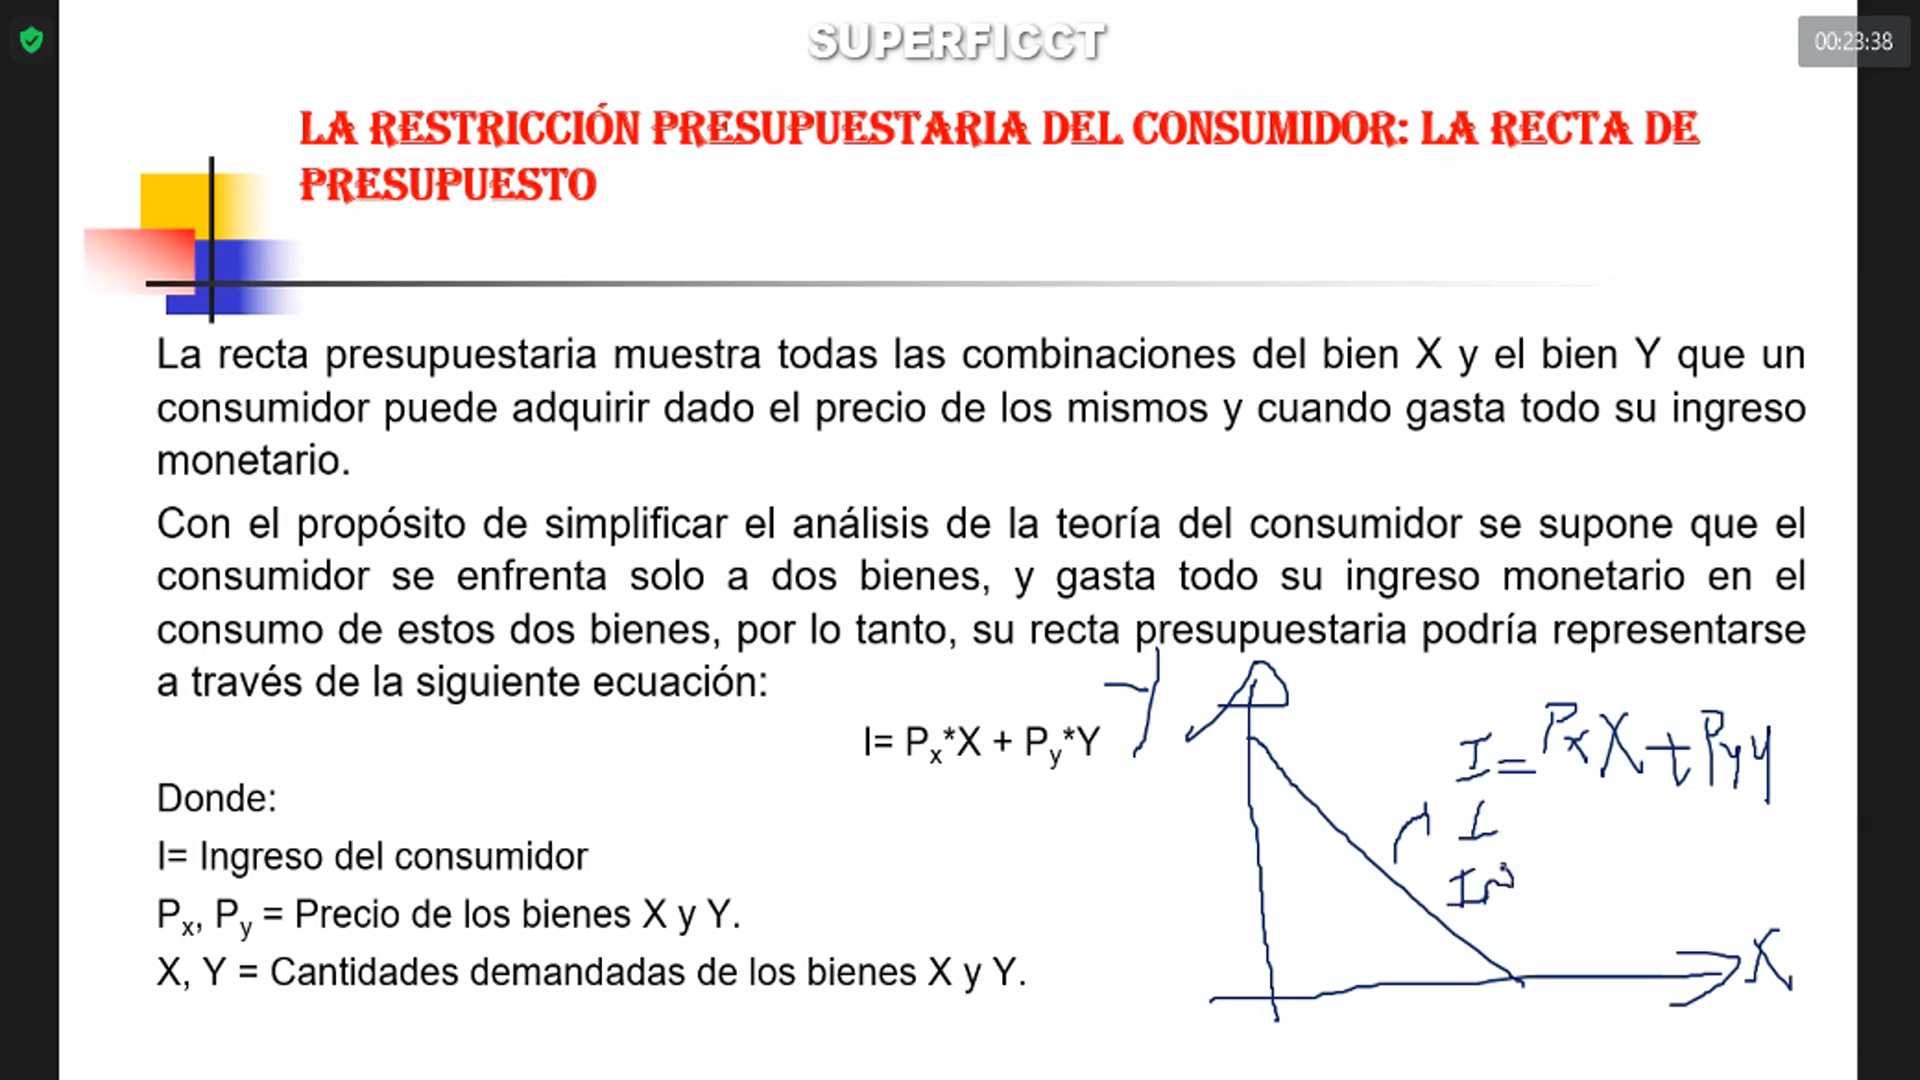 SUPERFICCT
00:23:38
LA RESTRICCIÓN PRESUPUESTARIA DEL CONSUMIDOR: LA RECTA DE
PRESUPUESTO
La recta presupuestaria muestra todas las combinaciones del bien X y el bien Y que un
consumidor puede adquirir dado el precio de los mismos y cuando gasta todo su ingreso
monetario.
Con el propósito de simplificar el análisis de la teoría del consumidor se supone que el
consumidor se enfrenta solo a dos bienes, y gasta todo su ingreso monetario en el
consumo de estos dos bienes, por lo tanto, su recta presupuestaria podría representarse
a través de la siguiente ecuación:
I= Px*X + Py*Y
Donde:
I= Ingreso del consumidor
Px, Py = Precio de los bienes X y Y.
X, Y = Cantidades demandadas de los bienes X y Y.
Y
I=PxX+PyY
I
X